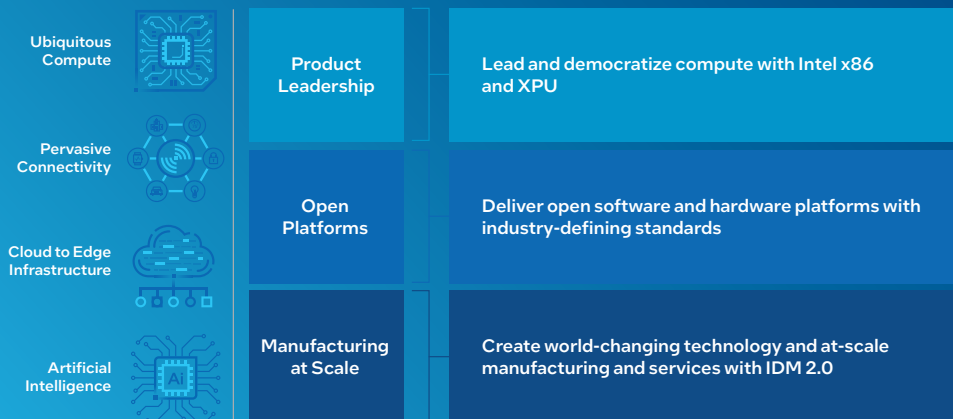 Ubiquitous
Compute
Pervasive
Connectivity
Cloud to Edge
Infrastructure
Artificial
Intelligence
Ai
Product
Leadership
Lead and democratize compute with Intel x86
and XPU
Open
Platforms
Deliver open software and hardware platforms with
industry-defining standards
Manufacturing
at Scale
Create world-changing technology and at-scale
manufacturing and services with IDM 2.0